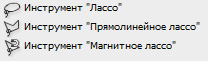 Инструмент "Лассо"
Инструмент "Прямолинейное лассо"
Инструмент "Магнитное лассо"